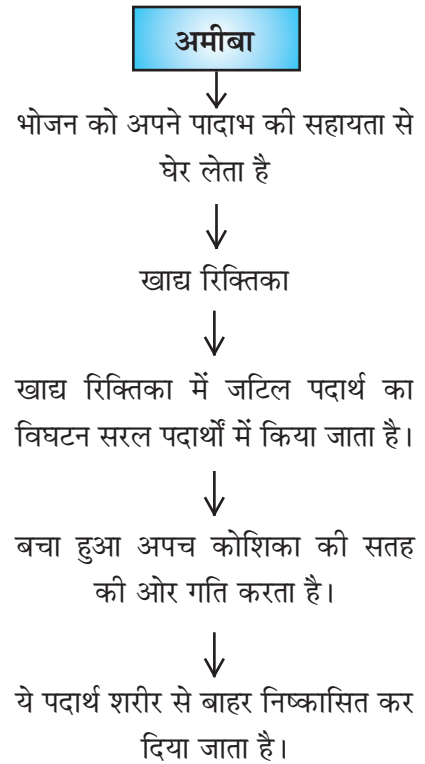 अमीबा
भोजन को अपने पादाभ की सहायता से
घेर लेता है
खाद्य रिक्तिका
खाद्य रिक्तिका में जटिल पदार्थ का
विघटन सरल पदार्थों में किया जाता है।
बचा हुआ अपच कोशिका की सतह
की ओर गति करता है।
ये पदार्थ शरीर से बाहर निष्कासित कर
दिया जाता है।